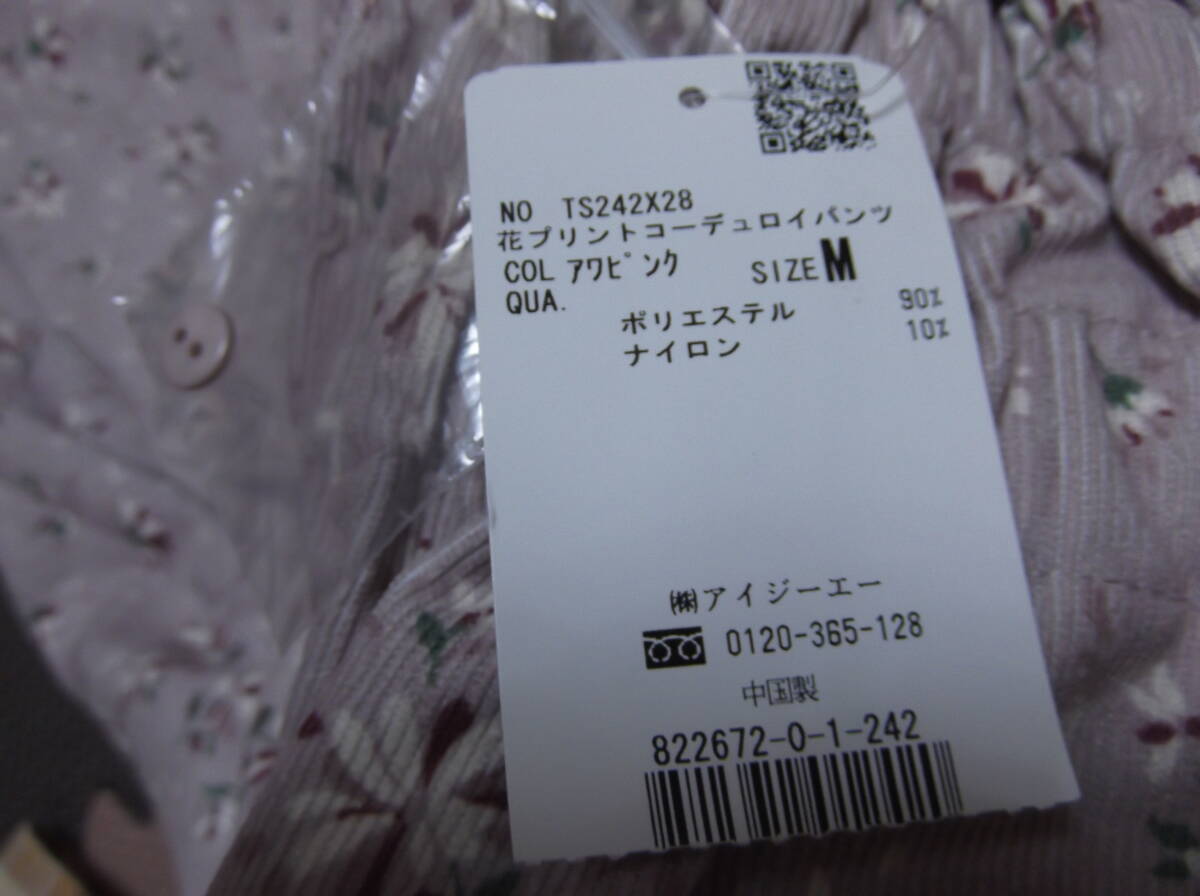 NO TS242X28
花プリントコーデュロイパンツ
COL ｱﾜﾋﾟﾝｸ SIZE M
QUA.
ポリエステル 90%
ナイロン 10%
㈱アイジーエー
0120-365-128
中国製
822672-0-1-242